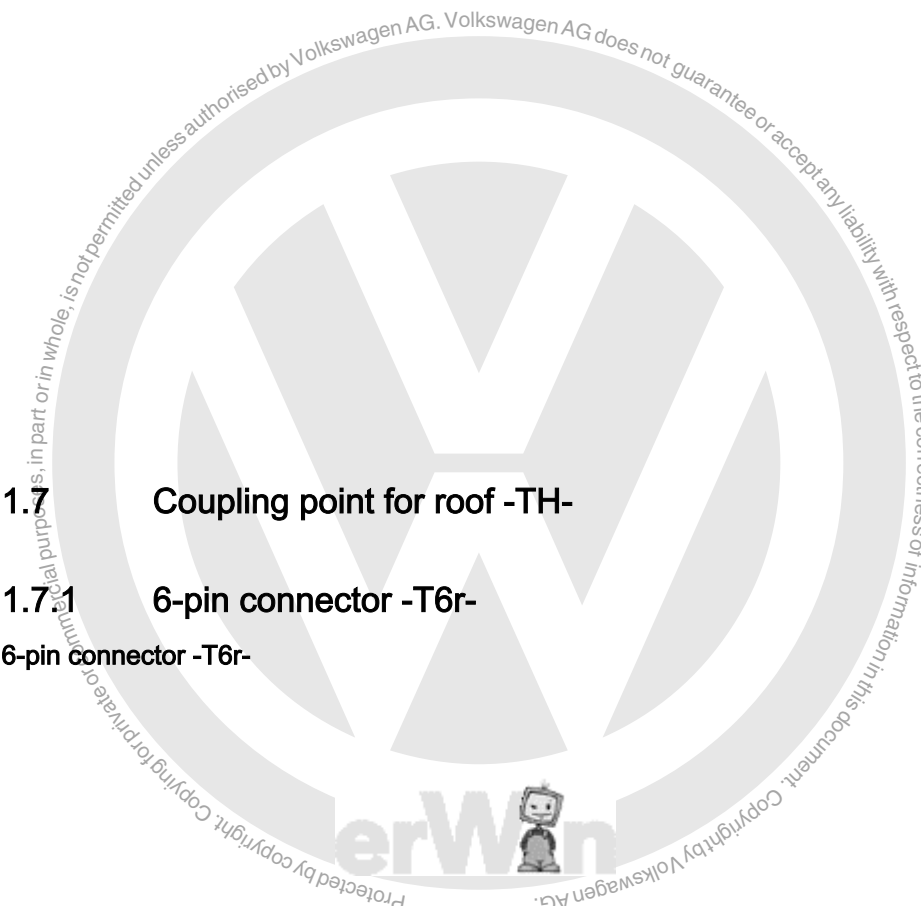 Protected by copyright. Copying for private or commercial purposes, in part or in whole, is not permitted unless authorised by Volkswagen AG. Volkswagen AG does not guarantee or accept any liability with respect to the correctness of information in this document. Copyright by Volkswagen AG.
1.7 Coupling point for roof -TH-
1.7.1 6-pin connector -T6r-
6-pin connector -T6r-
erWin